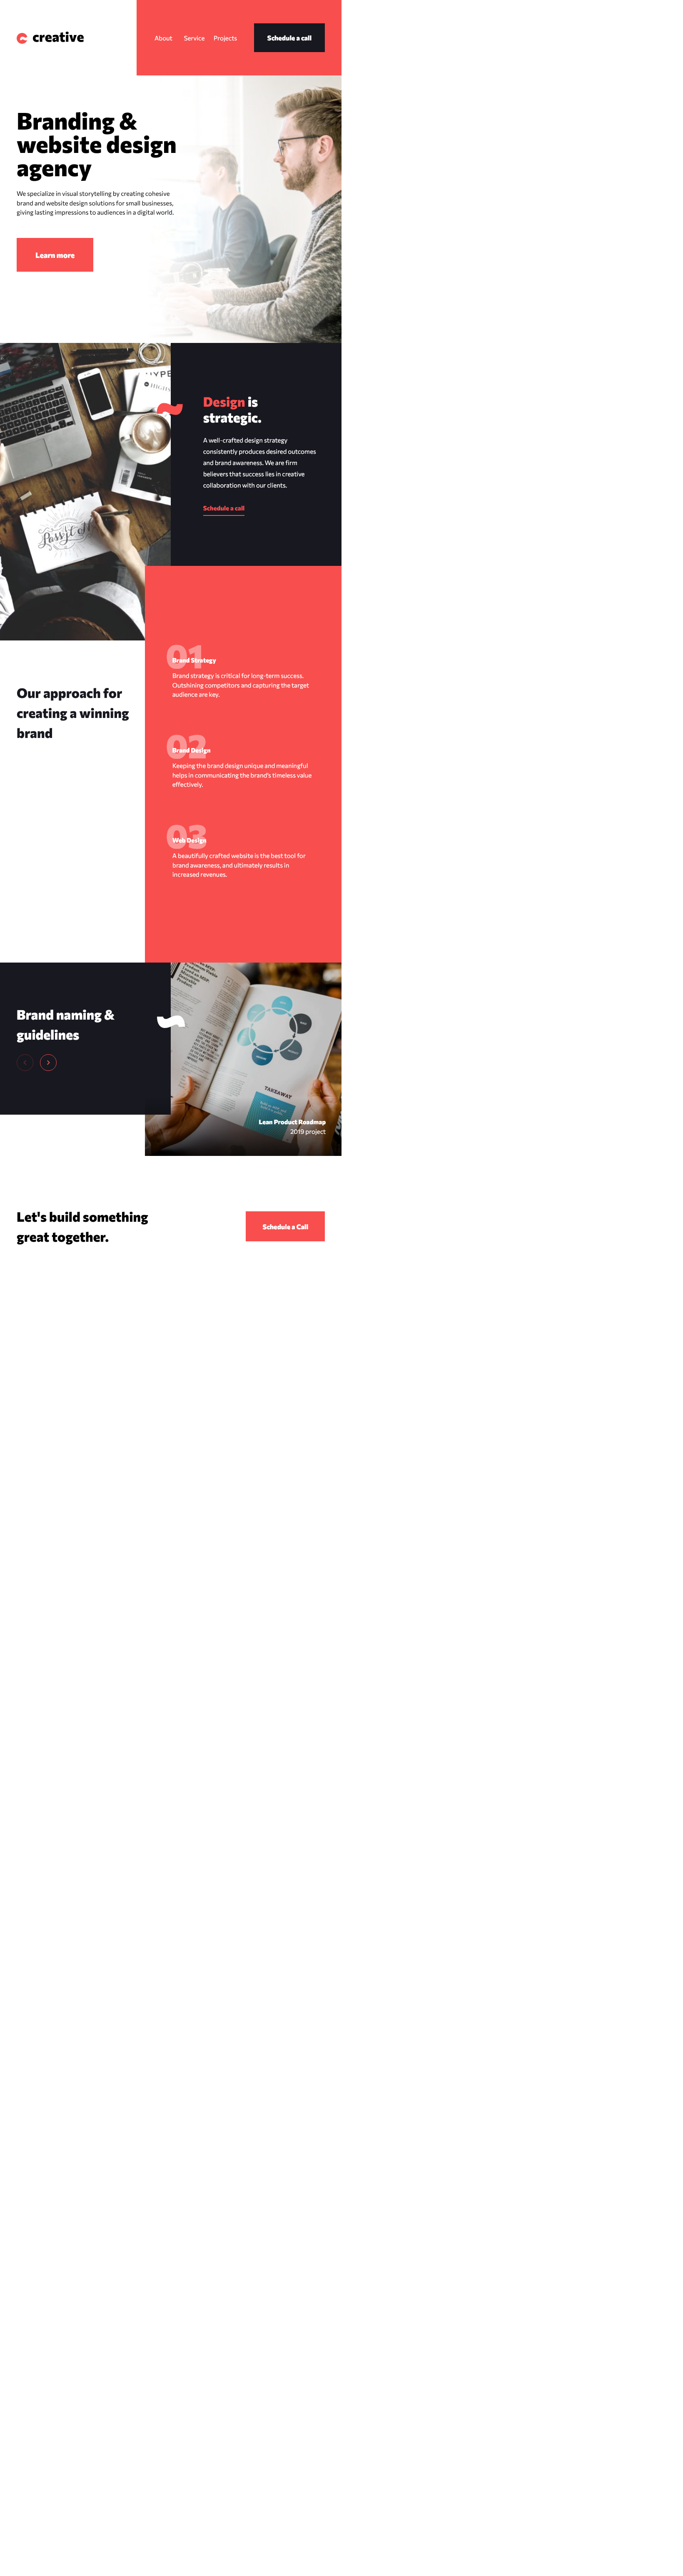 creative
About Service Projects Schedule a call
Branding &
website design
agency
We specialize in visual storytelling by creating cohesive
brand and website design solutions for small businesses,
giving lasting impressions to audiences in a digital world.
Learn more
HYPE
Design is
strategic.
A well-crafted design strategy
consistently produces desired outcomes
and brand awareness. We are firm
believers that success lies in creative
collaboration with our clients.
Schedule a call
Our approach for
creating a winning
brand
01
Brand Strategy
Brand strategy is critical for long-term success.
Outshining competitors and capturing the target
audience are key.
02
Brand Design
Keeping the brand design unique and meaningful
helps in communicating the brand's timeless value
effectively.
03
Web Design
A beautifully crafted website is the best tool for
brand awareness, and ultimately results in
increased revenues.
Brand naming &
guidelines
TAKEAWAY
Lean Product Roadmap
2019 project
Let's build something
great together.
Schedule a Call